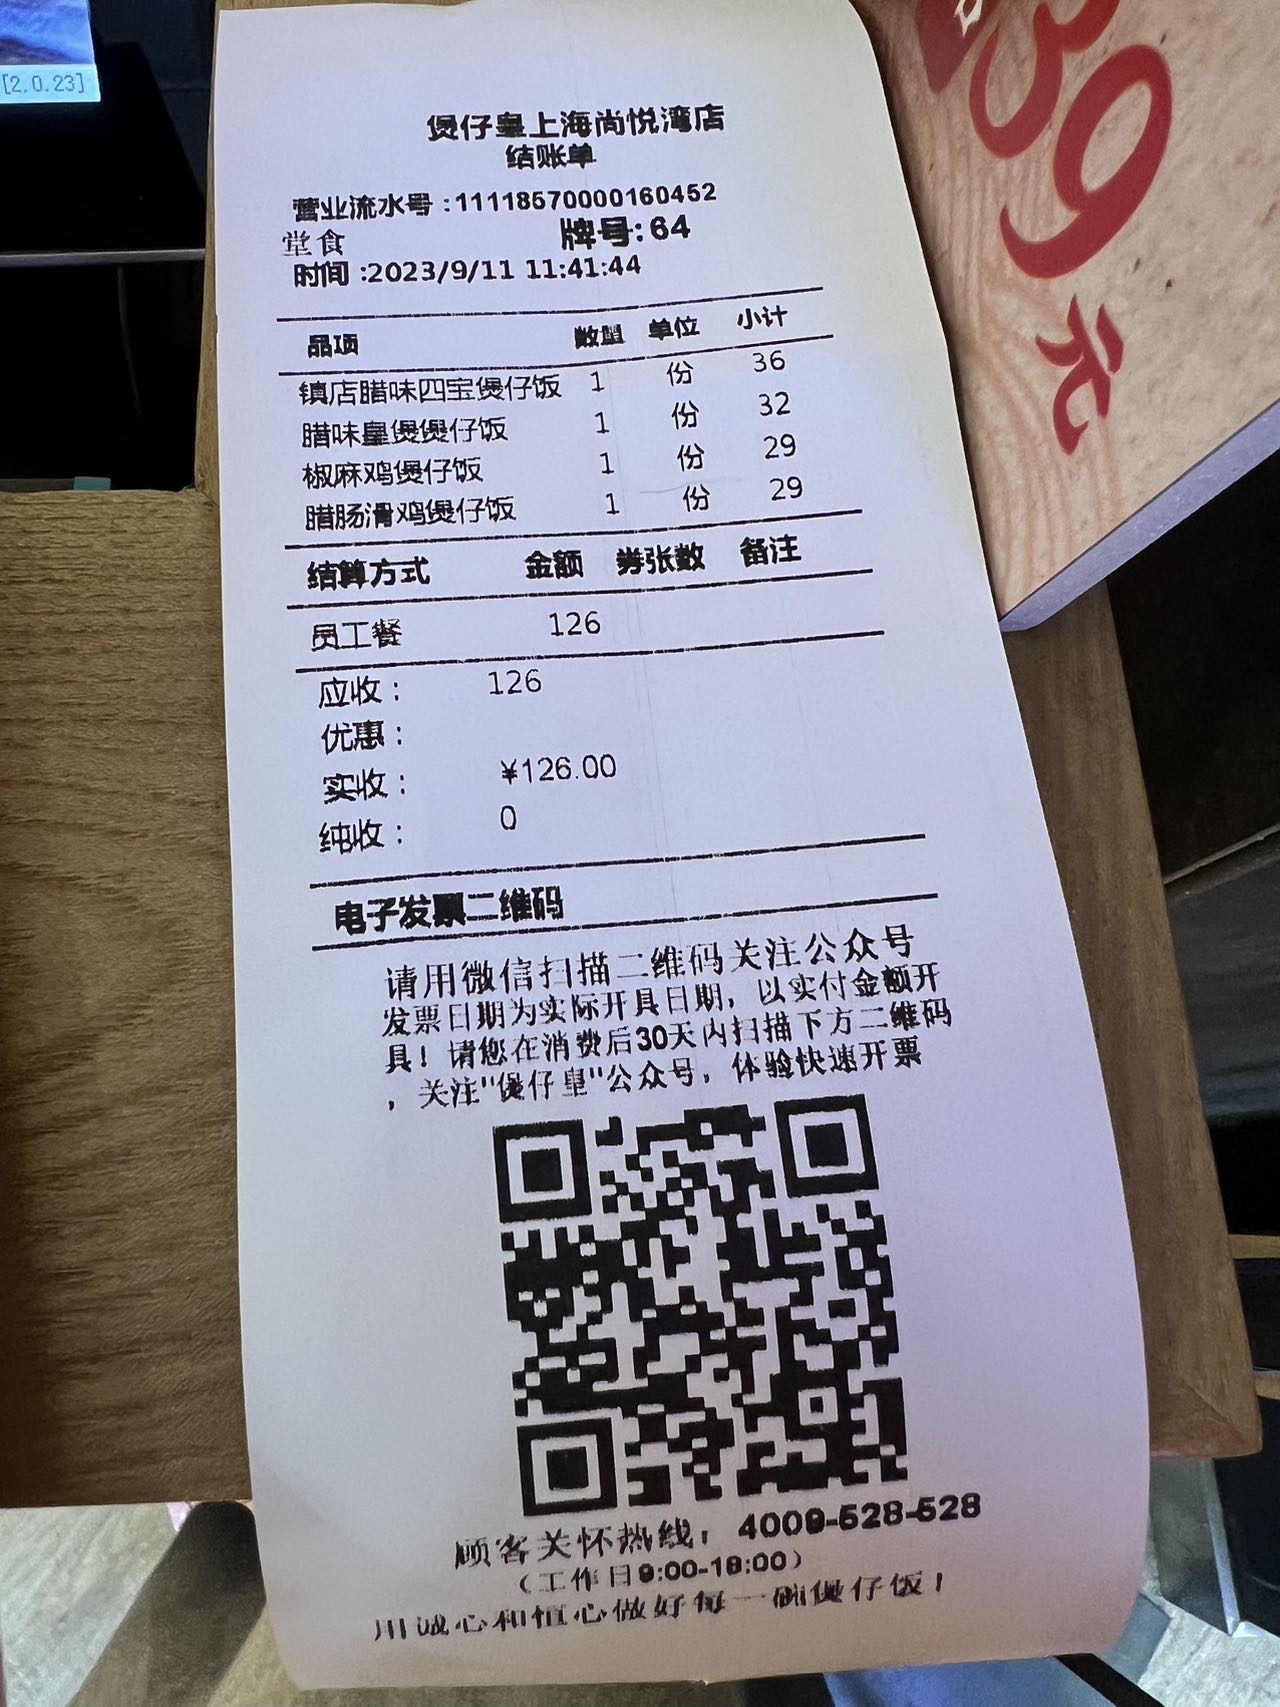 [2,0.23]
39元
煲仔皇上海尚悦湾店
结账单
营业流水号:11118570000160452
堂食 牌号:64
时间:2023/9/11 11:41:44
品项 数量 单位 小计
镇店腊味四宝煲仔饭 1 份 36
腊味皇煲煲仔饭 1 份 32
椒麻鸡煲仔饭 1 份 29
腊肠滑鸡煲仔饭 1 份 29
结算方式 金额 券张数 备注
员工餐 126
应收: 126
优惠:
实收: ¥126.00
纯收: 0
电子发票二维码
请用微信扫描二维码关注公众号
发票日期为实际开具日期，以实付金额开
具！请您在消费后30天内扫描下方二维码
，关注"煲仔皇"公众号，体验快速开票
顾客关怀热线：4009-528-528
（工作日9:00-18:00）
用诚心和恒心做好每一碗煲仔饭！